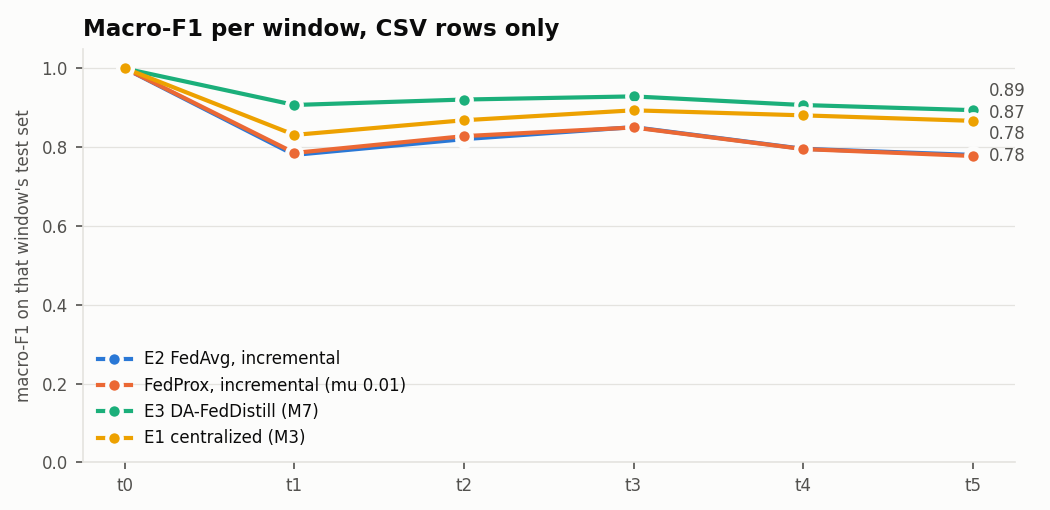 Macro-F1 per window, CSV rows only
macro-F1 on that window's test set
1.0
0.8
0.6
0.4
0.2
0.0
0.89
0.87
0.78
0.78
E2 FedAvg, incremental
FedProx, incremental (mu 0.01)
E3 DA-FedDistill (M7)
E1 centralized (M3)
t0 t1 t2 t3 t4 t5